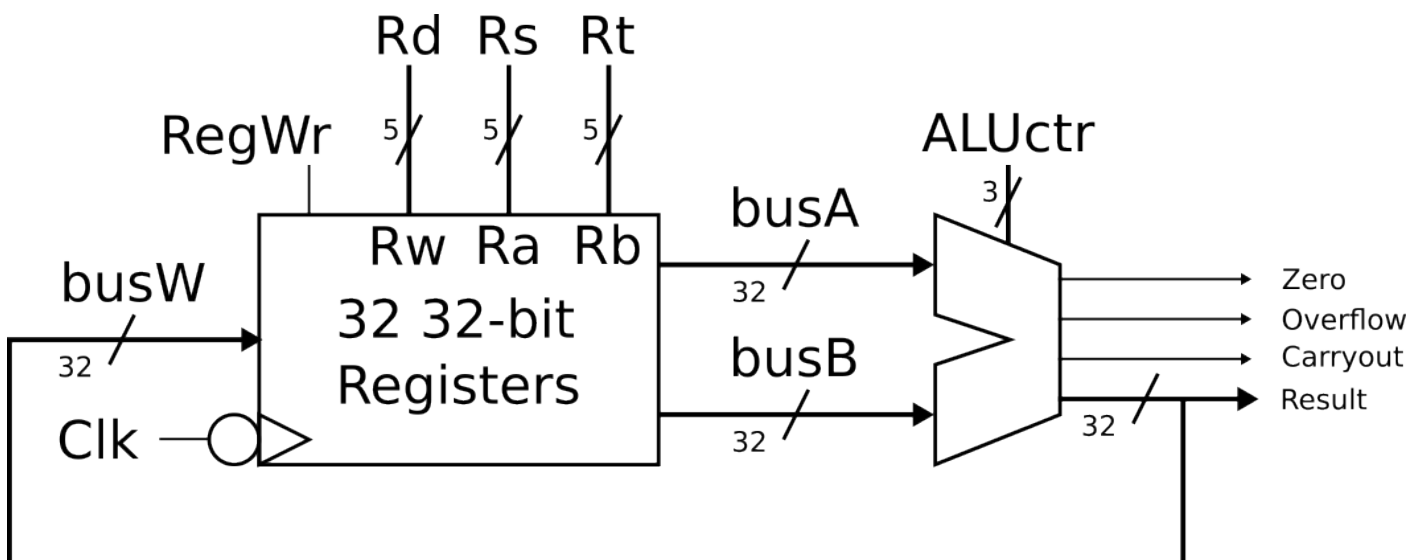 Rd Rs Rt
RegWr
5 5 5
ALUctr
3
busW
32
Rw Ra Rb
32 32-bit
Registers
Clk
busA
32
busB
32
Zero
Overflow
Carryout
Result
32